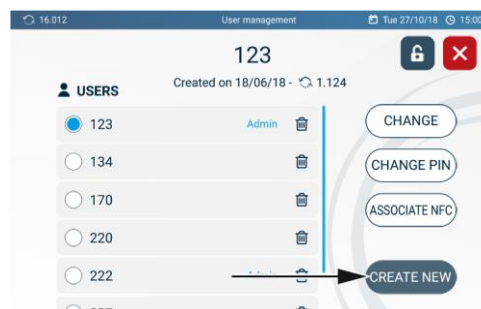 16.012 User management Tue 27/10/18 15:00
123
Created on 18/06/18 - 1.124
USERS
123 Admin
CHANGE
134
CHANGE PIN
170
ASSOCIATE NFC
220
222
CREATE NEW